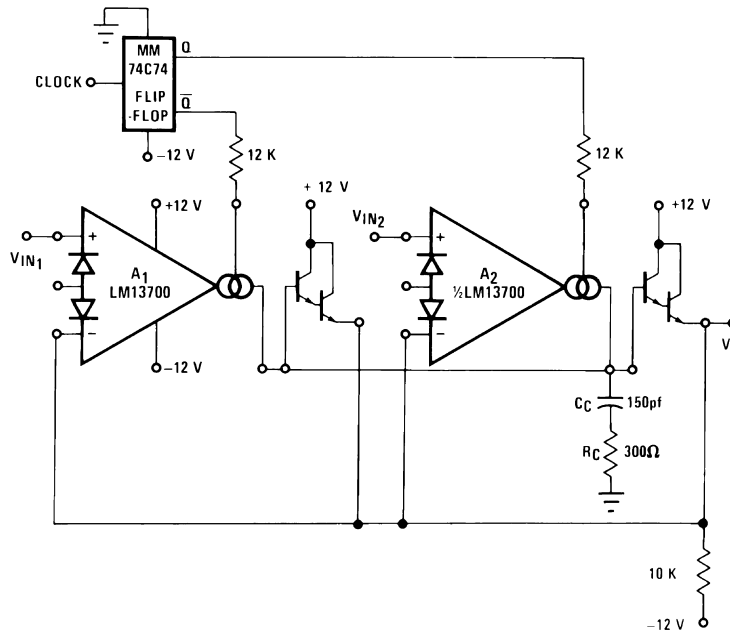 MM
74C74
FLIP
-FLOP
CLOCK
Q
Q̅
−12 V
12 K
12 K
+12 V
+ 12 V
+12 V
VIN1
+
A1
LM13700
−
−12 V
VIN2
+
A2
½LM13700
−
CC
150pf
RC
300Ω
V
10 K
−12 V